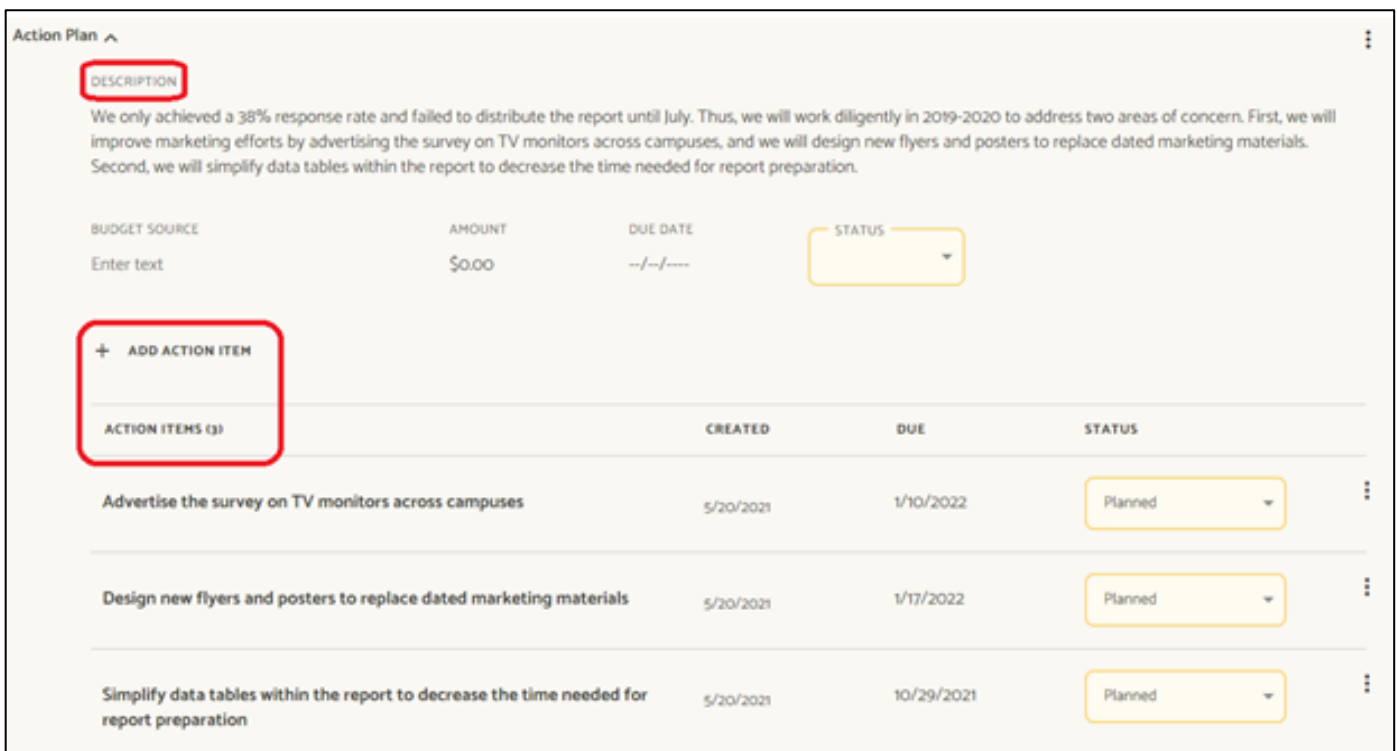 Action Plan
DESCRIPTION
We only achieved a 38% response rate and failed to distribute the report until July. Thus, we will work diligently in 2019-2020 to address two areas of concern. First, we will
improve marketing efforts by advertising the survey on TV monitors across campuses, and we will design new flyers and posters to replace dated marketing materials.
Second, we will simplify data tables within the report to decrease the time needed for report preparation.
BUDGET SOURCE AMOUNT DUE DATE STATUS
Enter text $0.00 --/--/----
+ ADD ACTION ITEM
ACTION ITEMS (3) CREATED DUE STATUS
Advertise the survey on TV monitors across campuses 5/20/2021 1/10/2022 Planned
Design new flyers and posters to replace dated marketing materials 5/20/2021 1/17/2022 Planned
Simplify data tables within the report to decrease the time needed for 5/20/2021 10/29/2021 Planned
report preparation